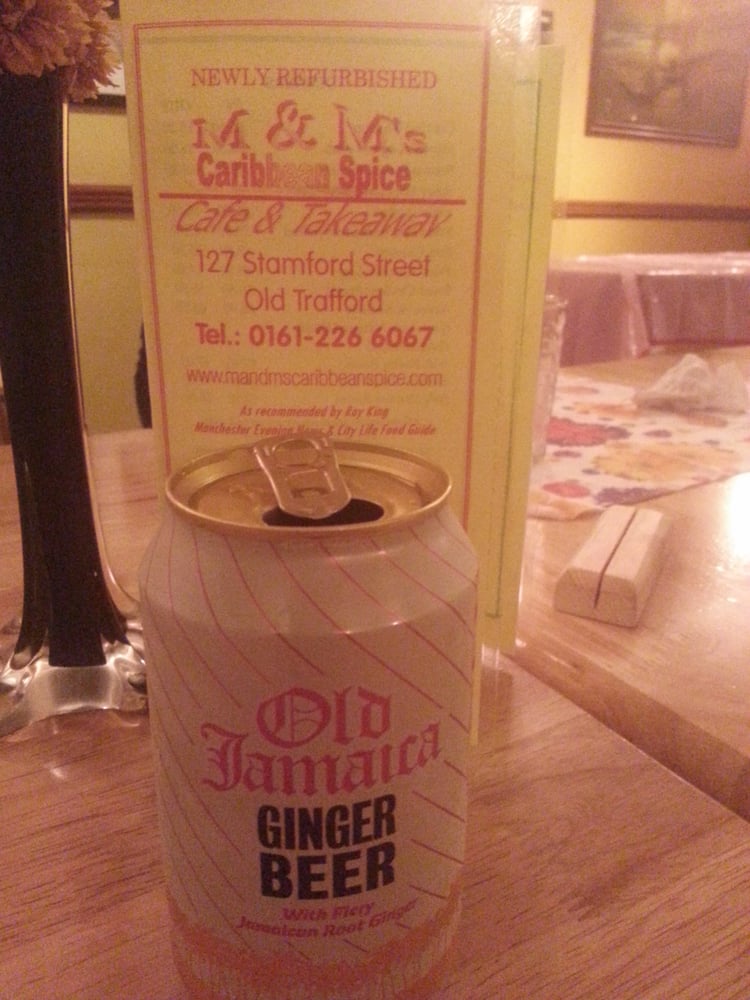 NEWLY REFURBISHED
M & M's
Caribbean Spice
Cafe & Takeaway
127 Stamford Street
Old Trafford
Tel.: 0161-226 6067
www.mandmscaribbeanspice.com
As recommended by Ray King
Manchester Evening News & City Life Food Guide
Old
Jamaica
GINGER
BEER
With Fiery
Jamaican Root Ginger